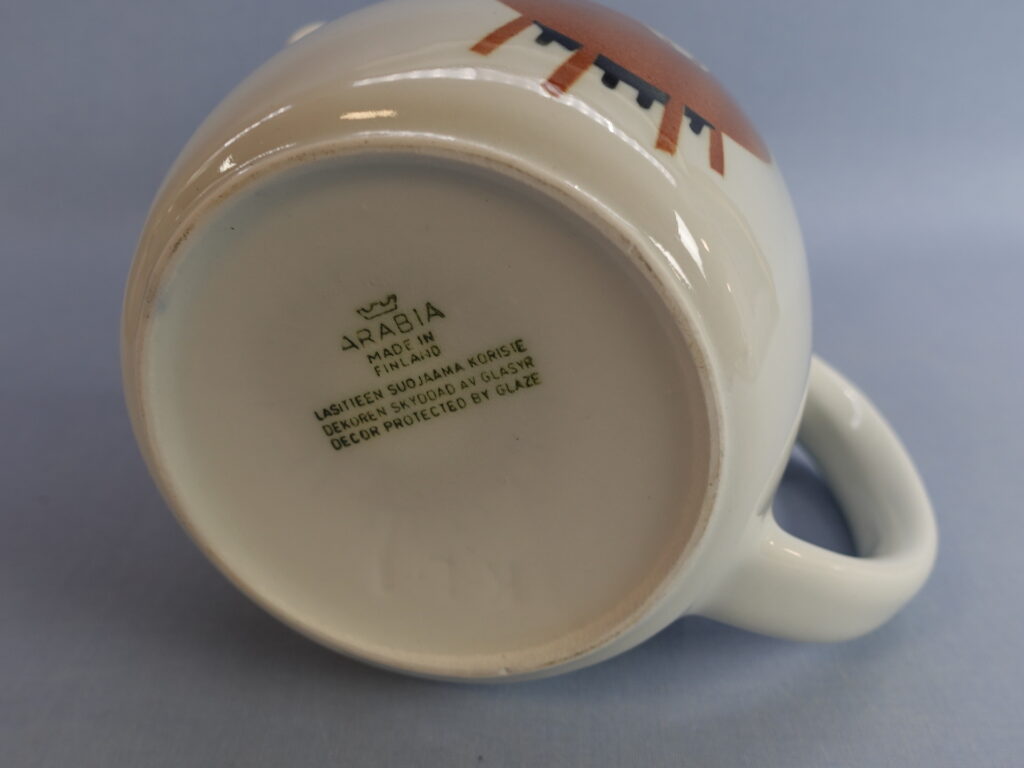 ARABIA
MADE IN
FINLAND
LASITTEEN SUOJAAMA KORISTE
DEKOREN SKYDDAD AV GLASYR
DECOR PROTECTED BY GLAZE